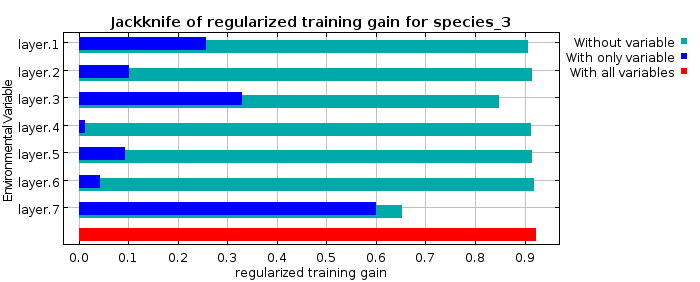 Jackknife of regularized training gain for species_3
Environmental Variable
layer.1
layer.2
layer.3
layer.4
layer.5
layer.6
layer.7
0.0 0.1 0.2 0.3 0.4 0.5 0.6 0.7 0.8 0.9
regularized training gain
Without variable
With only variable
With all variables